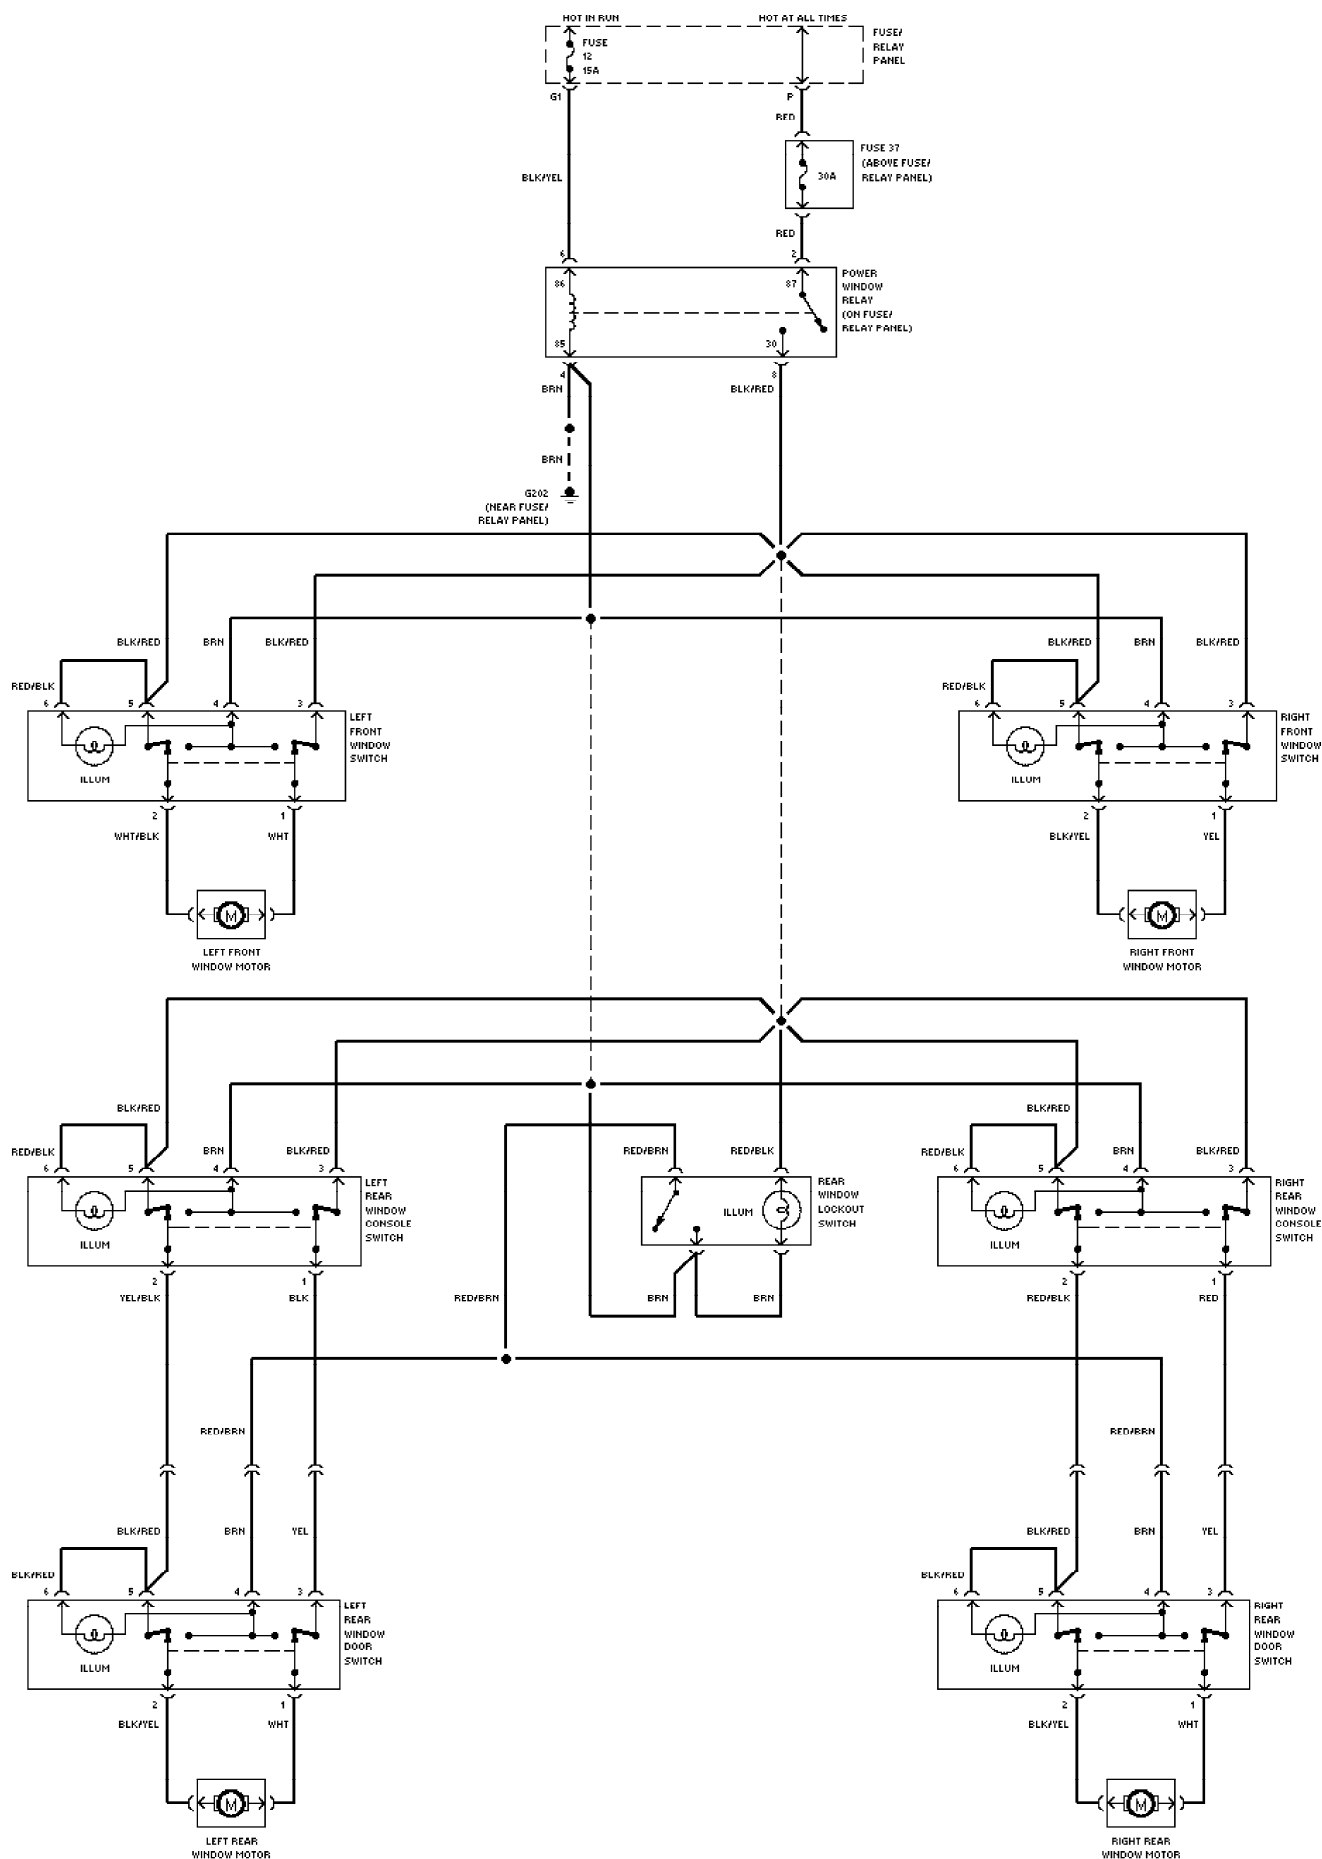 HOT IN RUN
HOT AT ALL TIMES
FUSE
12
15A
FUSE/
RELAY
PANEL
G1
P
RED
FUSE 37
(ABOVE FUSE/
RELAY PANEL)
30A
BLK/YEL
RED
6
2
86
87
POWER
WINDOW
RELAY
(ON FUSE/
RELAY PANEL)
85
30
4
8
BRN
BLK/RED
BRN
G202
(NEAR FUSE/
RELAY PANEL)
BLK/RED
BRN
BLK/RED
BLK/RED
BRN
BLK/RED
RED/BLK
RED/BLK
6
5
4
3
6
5
4
3
LEFT
FRONT
WINDOW
SWITCH
RIGHT
FRONT
WINDOW
SWITCH
ILLUM
ILLUM
2
1
2
1
WHT/BLK
WHT
BLK/YEL
YEL
M
M
LEFT FRONT
WINDOW MOTOR
RIGHT FRONT
WINDOW MOTOR
BLK/RED
BLK/RED
RED/BLK
BRN
BLK/RED
RED/BRN
RED/BLK
RED/BLK
BRN
BLK/RED
6
5
4
3
6
5
4
3
LEFT
REAR
WINDOW
CONSOLE
SWITCH
REAR
WINDOW
LOCKOUT
SWITCH
RIGHT
REAR
WINDOW
CONSOLE
SWITCH
ILLUM
ILLUM
ILLUM
2
1
2
1
YEL/BLK
BLK
RED/BRN
BRN
BRN
RED/BLK
RED
RED/BRN
RED/BRN
BLK/RED
BRN
YEL
BLK/RED
BRN
YEL
BLK/RED
BLK/RED
6
5
4
3
6
5
4
3
LEFT
REAR
WINDOW
DOOR
SWITCH
RIGHT
REAR
WINDOW
DOOR
SWITCH
ILLUM
ILLUM
2
1
2
1
BLK/YEL
WHT
BLK/YEL
WHT
M
M
LEFT REAR
WINDOW MOTOR
RIGHT REAR
WINDOW MOTOR